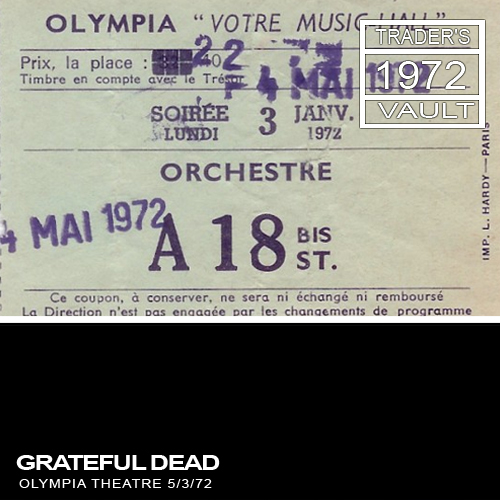 OLYMPIA "VOTRE MUSIC-HALL"
TRADER'S
1972
VAULT
22
Prix, la place : 40
Timbre en compte avec le Trésor
4 MAI 1972
SOIRÉE 3 JANV.
LUNDI 1972
ORCHESTRE
4 MAI 1972
A 18 BIS
ST.
IMP. L. HARDY — PARIS
Ce coupon, à conserver, ne sera ni échangé ni remboursé
La Direction n'est pas engagée par les changements de programme
GRATEFUL DEAD
OLYMPIA THEATRE 5/3/72